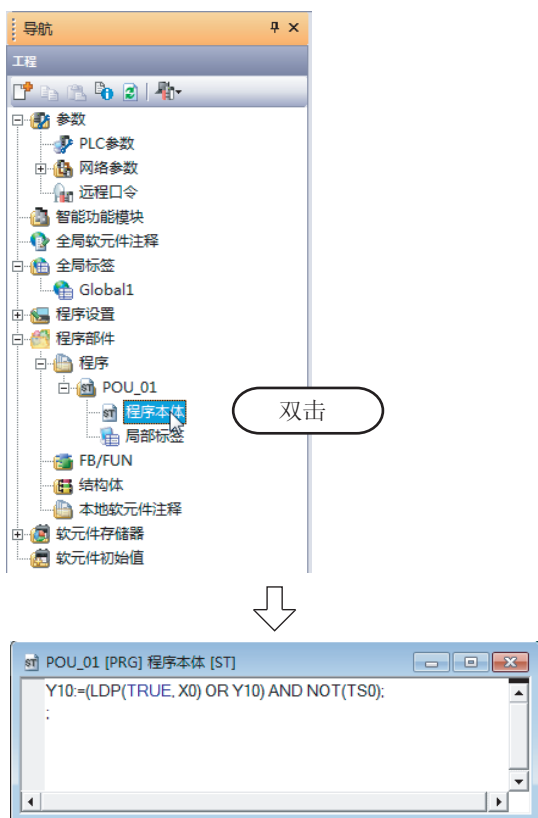 导航
工程
参数
PLC参数
网络参数
远程口令
智能功能模块
全局软元件注释
全局标签
Global1
程序设置
程序部件
程序
POU_01
ST 程序本体
双击
局部标签
FB/FUN
结构体
本地软元件注释
软元件存储器
软元件初始值
ST POU_01 [PRG] 程序本体 [ST]
Y10:=(LDP(TRUE, X0) OR Y10) AND NOT(TS0);
;